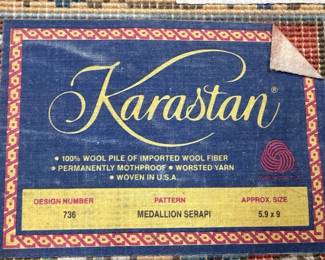 Karastan®
• 100% WOOL PILE OF IMPORTED WOOL FIBER
• PERMANENTLY MOTHPROOF • WORSTED YARN
• WOVEN IN U.S.A.
DESIGN NUMBER PATTERN APPROX. SIZE
736 MEDALLION SERAPI 5.9 x 9